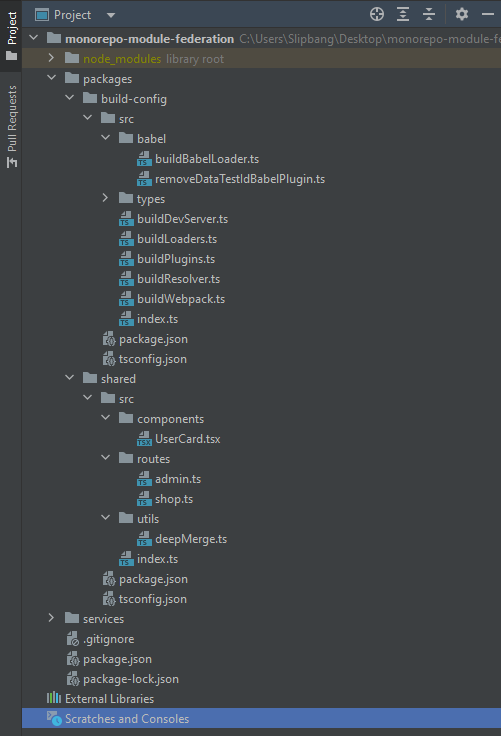 Project
Pull Requests
Project
monorepo-module-federation C:\Users\Slipbang\Desktop\monorepo-module-fe
node_modules library root
packages
build-config
src
babel
buildBabelLoader.ts
removeDataTestIdBabelPlugin.ts
types
buildDevServer.ts
buildLoaders.ts
buildPlugins.ts
buildResolver.ts
buildWebpack.ts
index.ts
package.json
tsconfig.json
shared
src
components
UserCard.tsx
routes
admin.ts
shop.ts
utils
deepMerge.ts
index.ts
package.json
tsconfig.json
services
.gitignore
package.json
package-lock.json
External Libraries
Scratches and Consoles